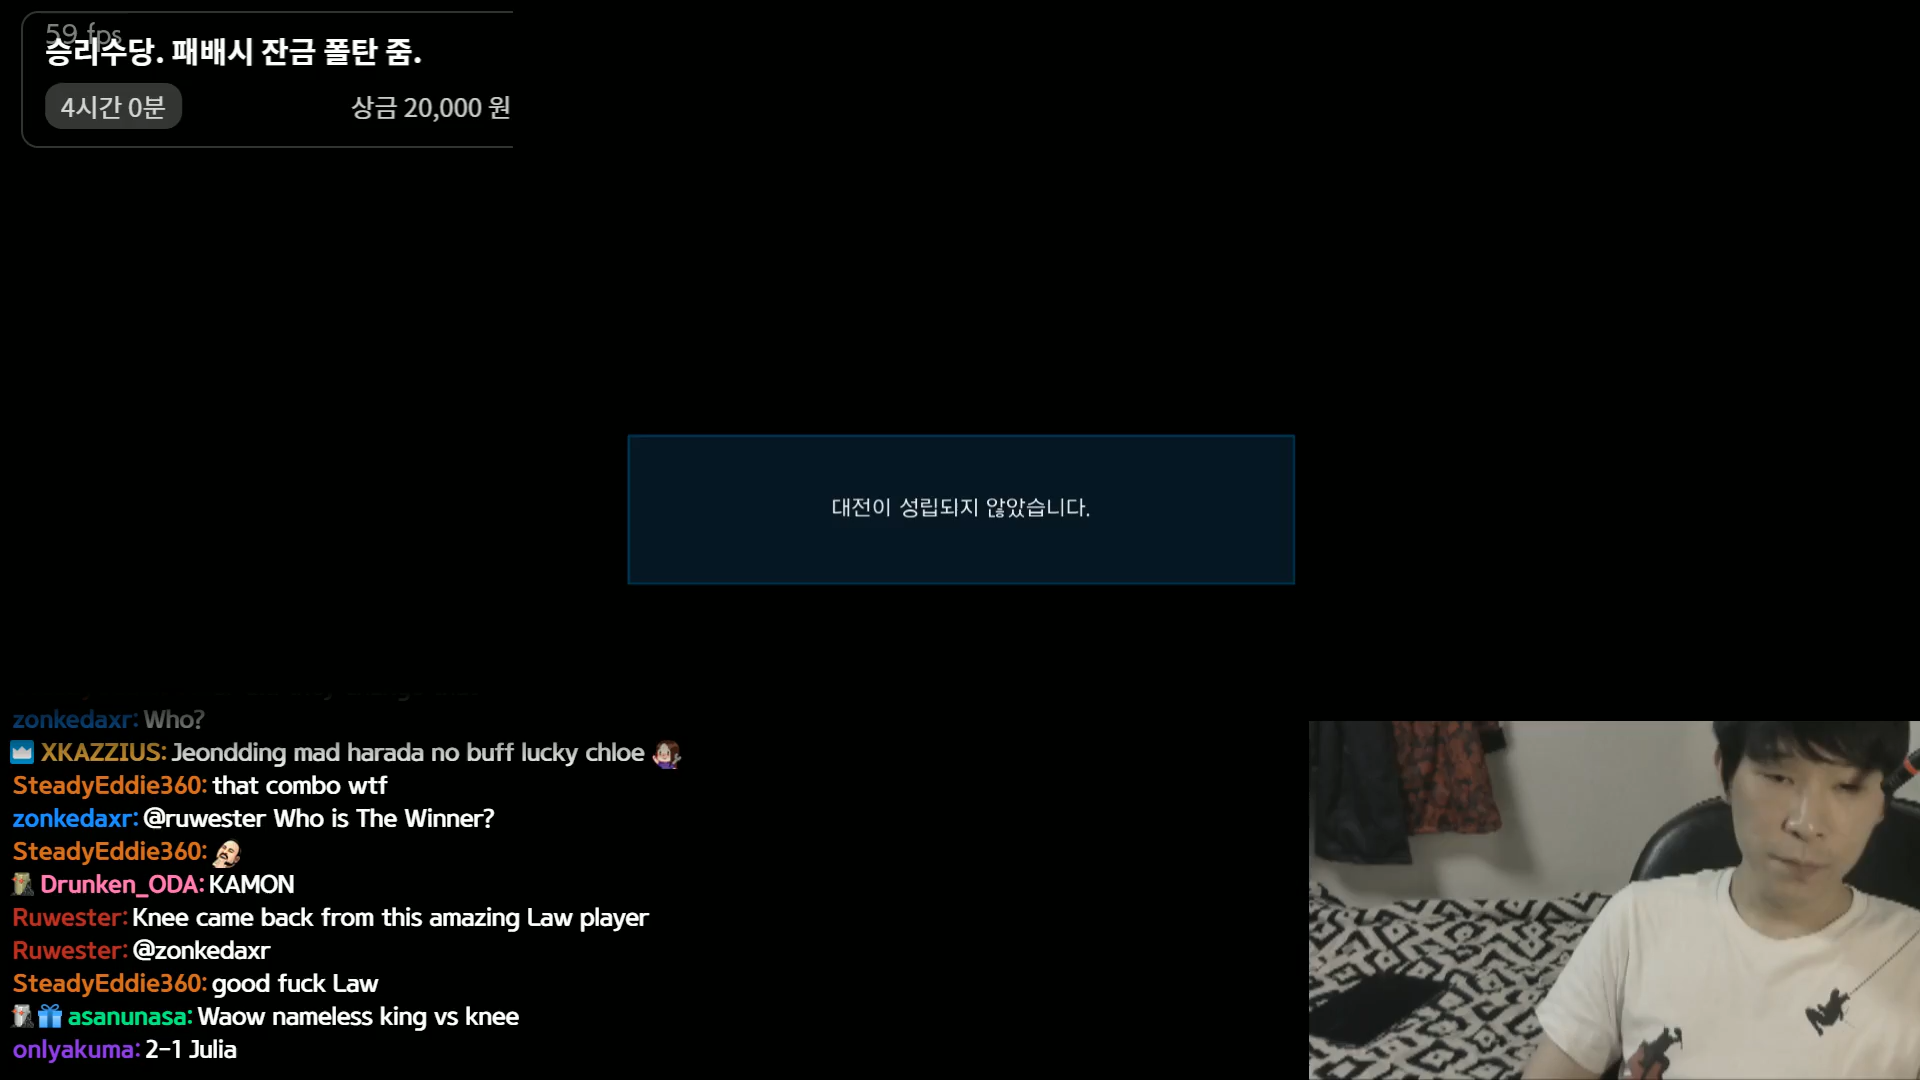 59 fps
승리수당. 패배시 잔금 폴탄 줌.
4시간 0분
상금 20,000 원
대전이 성립되지 않았습니다.
zonkedaxr: Who?
XKAZZIUS: Jeondding mad harada no buff lucky chloe
SteadyEddie360: that combo wtf
zonkedaxr: @ruwester Who is The Winner?
SteadyEddie360:
Drunken_ODA: KAMON
Ruwester: Knee came back from this amazing Law player
Ruwester: @zonkedaxr
SteadyEddie360: good fuck Law
asanunasa: Waow nameless king vs knee
onlyakuma: 2-1 Julia